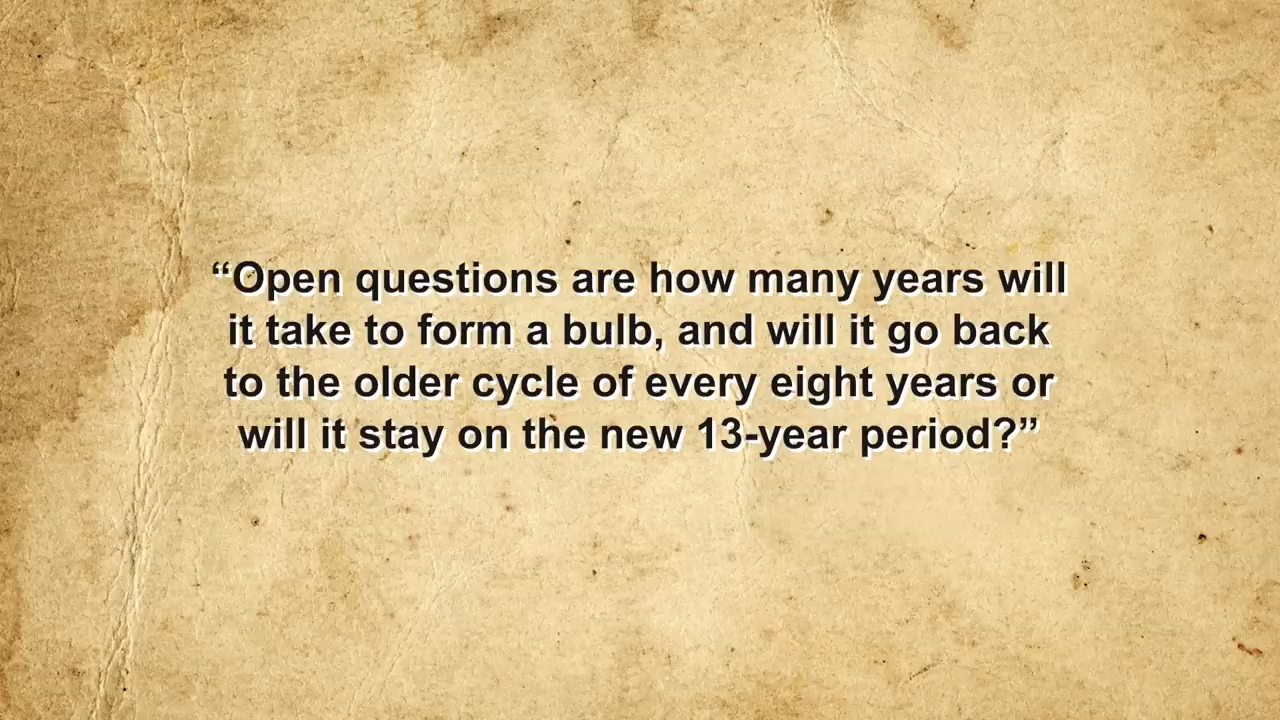 “Open questions are how many years will
it take to form a bulb, and will it go back
to the older cycle of every eight years or
will it stay on the new 13-year period?”